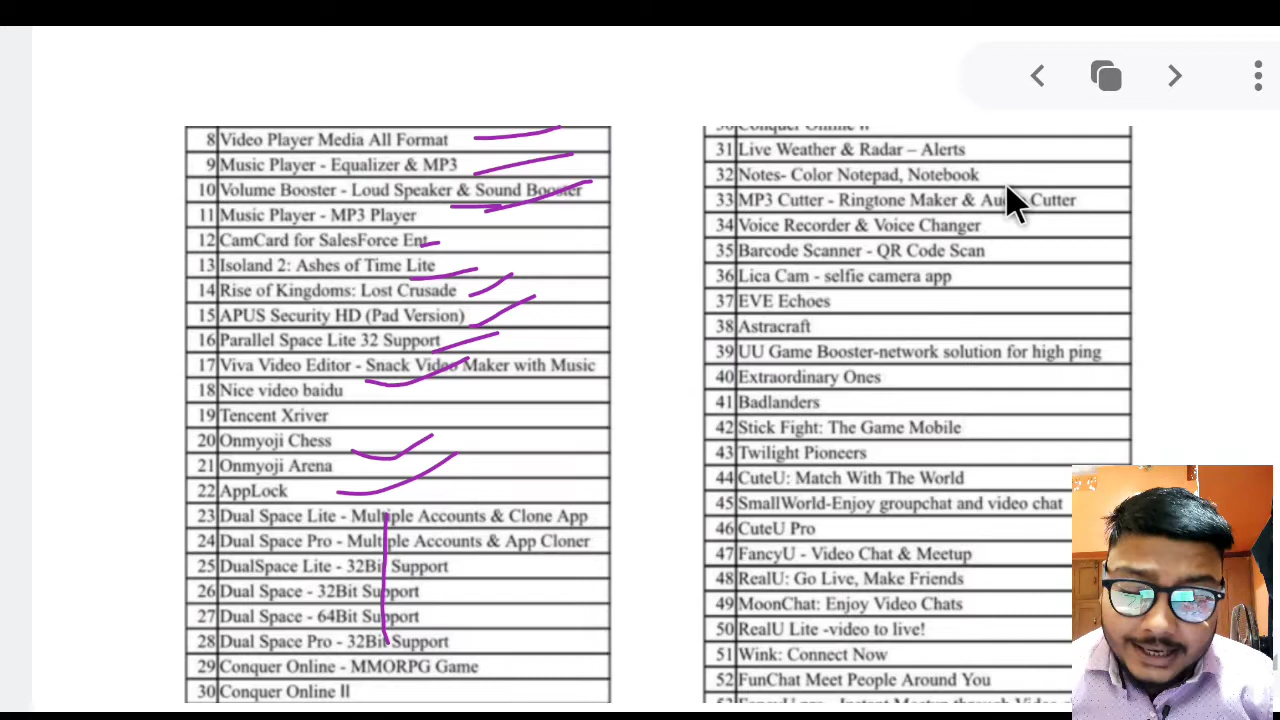 8 Video Player Media All Format
9 Music Player - Equalizer & MP3
10 Volume Booster - Loud Speaker & Sound Booster
11 Music Player - MP3 Player
12 CamCard for SalesForce Ent
13 Isoland 2: Ashes of Time Lite
14 Rise of Kingdoms: Lost Crusade
15 APUS Security HD (Pad Version)
16 Parallel Space Lite 32 Support
17 Viva Video Editor - Snack Video Maker with Music
18 Nice video baidu
19 Tencent Xriver
20 Onmyoji Chess
21 Onmyoji Arena
22 AppLock
23 Dual Space Lite - Multiple Accounts & Clone App
24 Dual Space Pro - Multiple Accounts & App Cloner
25 DualSpace Lite - 32Bit Support
26 Dual Space - 32Bit Support
27 Dual Space - 64Bit Support
28 Dual Space Pro - 32Bit Support
29 Conquer Online - MMORPG Game
30 Conquer Online II
31 Live Weather & Radar – Alerts
32 Notes- Color Notepad, Notebook
33 MP3 Cutter - Ringtone Maker & Cutter
34 Voice Recorder & Voice Changer
35 Barcode Scanner - QR Code Scan
36 Lica Cam - selfie camera app
37 EVE Echoes
38 Astracraft
39 UU Game Booster-network solution for high ping
40 Extraordinary Ones
41 Badlanders
42 Stick Fight: The Game Mobile
43 Twilight Pioneers
44 CuteU: Match With The World
45 SmallWorld-Enjoy groupchat and video chat
46 CuteU Pro
47 FancyU - Video Chat & Meetup
48 RealU: Go Live, Make Friends
49 MoonChat: Enjoy Video Chats
50 RealU Lite -video to live!
51 Wink: Connect Now
52 FunChat Meet People Around You